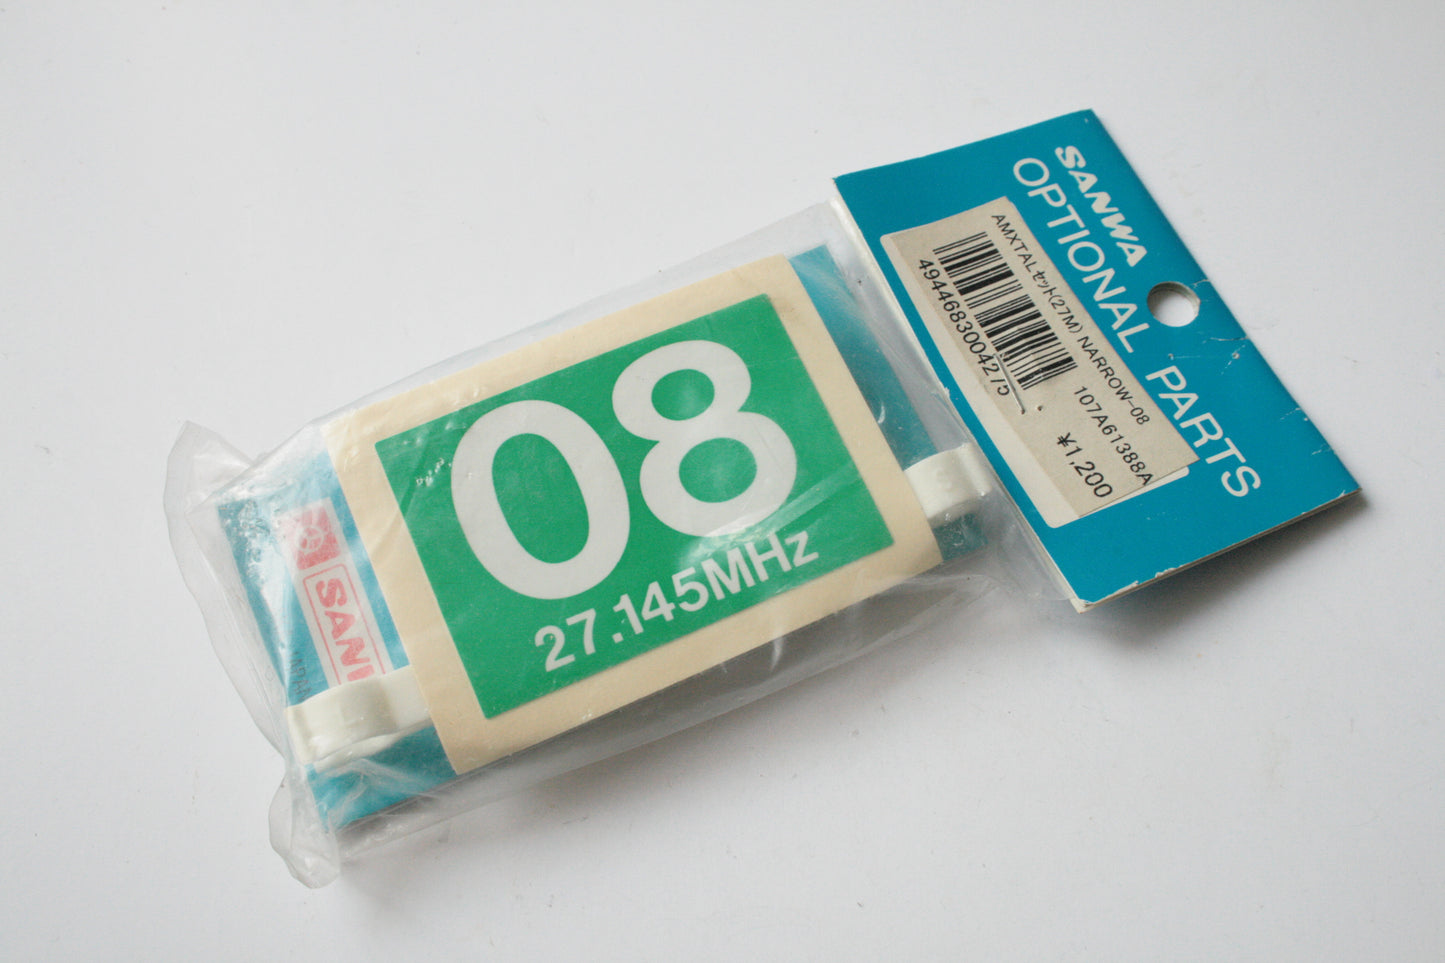 SANWA
OPTIONAL PARTS
AMXTALセット(27M) NARROW-08
4944683004275
107A61388A
¥1,200
08
27.145MHz
SANW